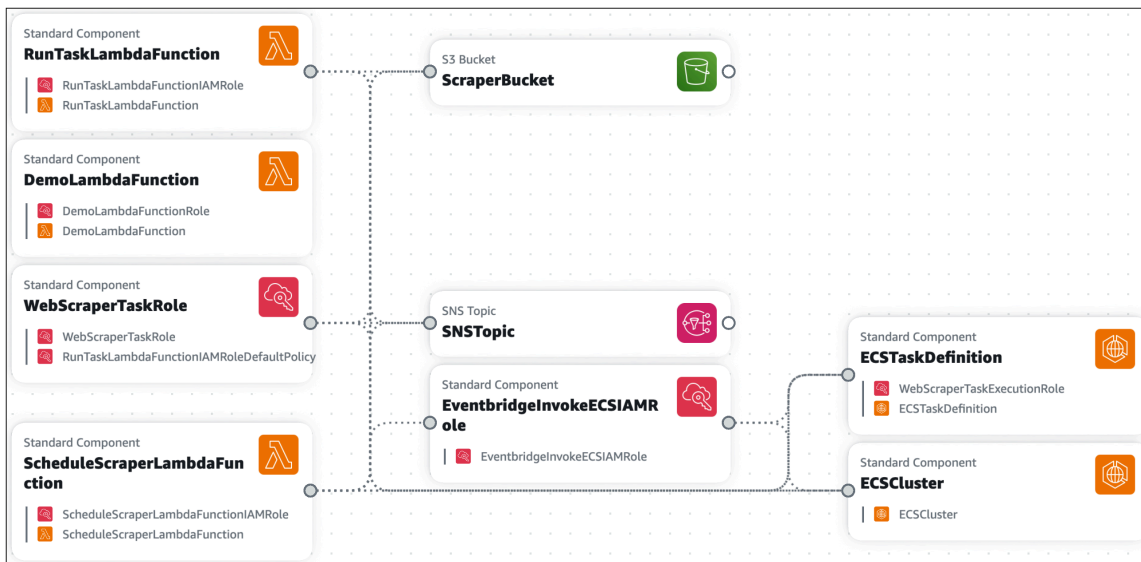 Standard Component
RunTaskLambdaFunction
RunTaskLambdaFunctionIAMRole
RunTaskLambdaFunction
Standard Component
DemoLambdaFunction
DemoLambdaFunctionRole
DemoLambdaFunction
Standard Component
WebScraperTaskRole
WebScraperTaskRole
RunTaskLambdaFunctionIAMRoleDefaultPolicy
Standard Component
ScheduleScraperLambdaFun
ction
ScheduleScraperLambdaFunctionIAMRole
ScheduleScraperLambdaFunction
S3 Bucket
ScraperBucket
SNS Topic
SNSTopic
Standard Component
EventbridgeInvokeECSIAMR
ole
EventbridgeInvokeECSIAMRole
Standard Component
ECSTaskDefinition
WebScraperTaskExecutionRole
ECSTaskDefinition
Standard Component
ECSCluster
ECSCluster